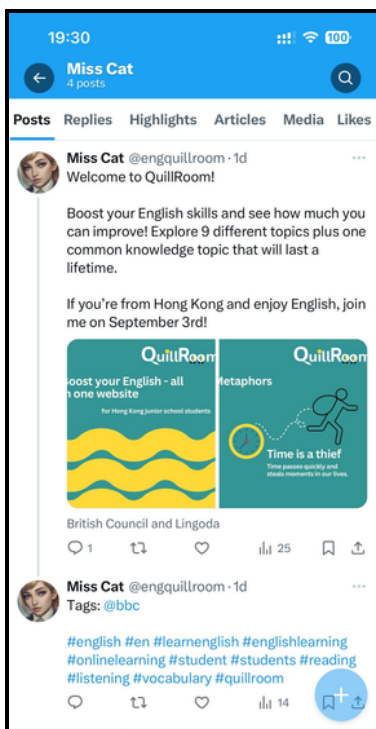 19:30
100
Miss Cat
4 posts
Posts Replies Highlights Articles Media Likes
Miss Cat @engquillroom · 1d
Welcome to QuillRoom!
Boost your English skills and see how much you
can improve! Explore 9 different topics plus one
common knowledge topic that will last a
lifetime.
If you're from Hong Kong and enjoy English, join
me on September 3rd!
QuillRoom
oost your English - all
n one website
for Hong Kong junior school students
QuillRoom
Metaphors
Time is a thief
Time passes quickly and
steals moments in our lives.
British Council and Lingoda
1 25
Miss Cat @engquillroom · 1d
Tags: @bbc
#english #en #learnenglish #englishlearning
#onlinelearning #student #students #reading
#listening #vocabulary #quillroom
14